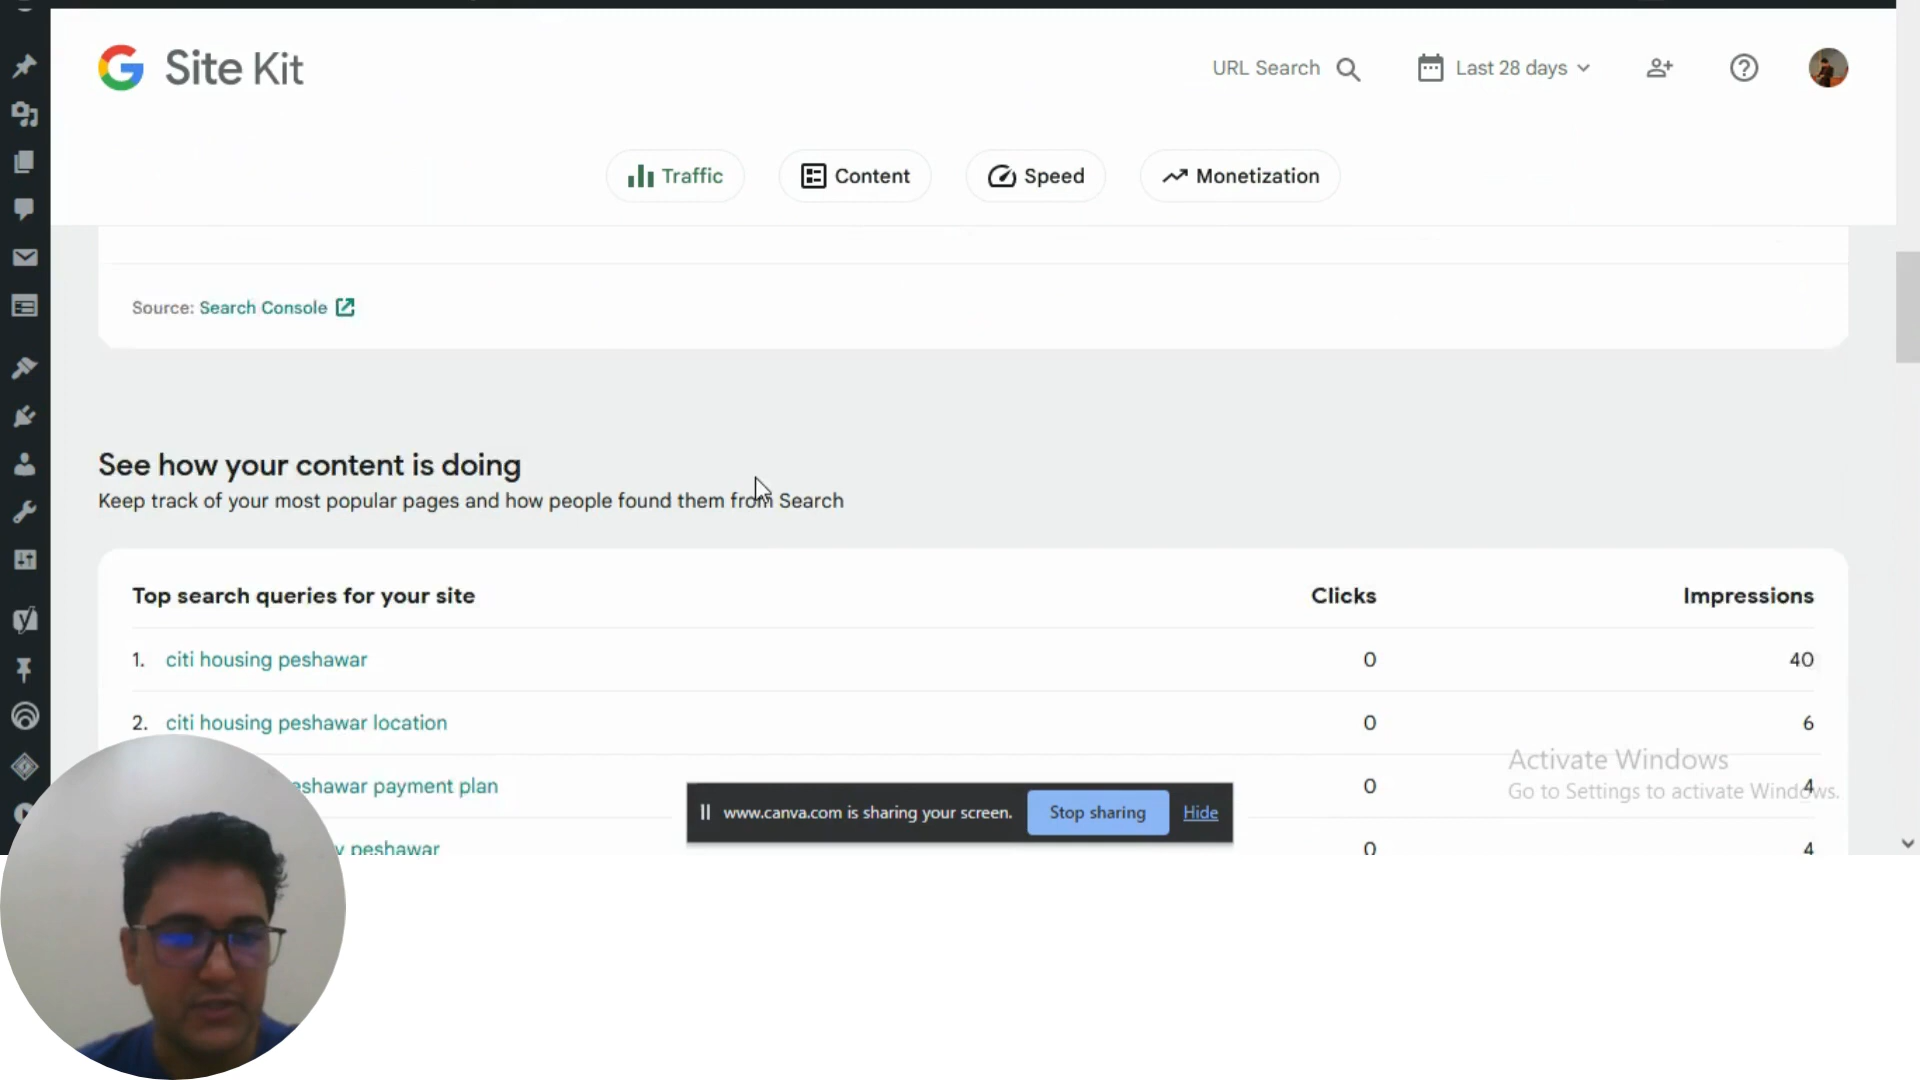 Site Kit
URL Search
Last 28 days
Traffic
Content
Speed
Monetization
Source: Search Console
See how your content is doing
Keep track of your most popular pages and how people found them from Search
Top search queries for your site Clicks Impressions
1. citi housing peshawar 0 40
2. citi housing peshawar location 0 6
eshawar payment plan 0 4
peshawar 0 4
Activate Windows
Go to Settings to activate Windows.
www.canva.com is sharing your screen. Stop sharing Hide